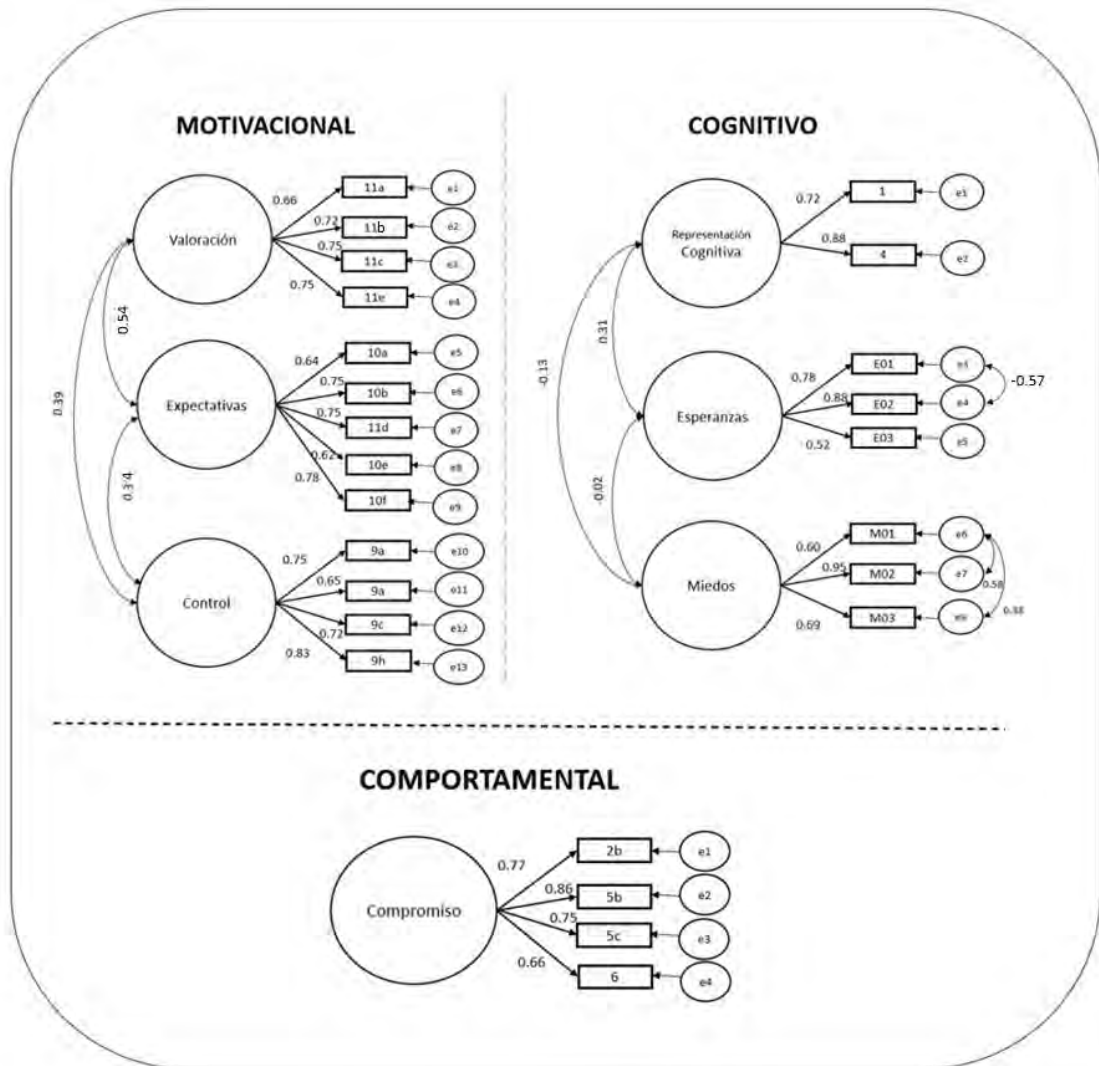 MOTIVACIONAL
Valoración
0.66
0.72
0.75
0.75
11a
11b
11c
11e
e1
e2
e3
e4
0.54
0.39
Expectativas
0.64
0.75
0.75
0.62
0.78
10a
10b
11d
10e
10f
e5
e6
e7
e8
e9
0.3 4
Control
0.75
0.65
0.72
0.83
9a
9a
9c
9h
e10
e11
e12
e13
COGNITIVO
Representación
Cognitiva
0.72
0.88
1
4
e1
e2
0.31
-0.13
Esperanzas
0.78
0.88
0.52
E01
E02
E03
e4
e5
-0.57
-0.02
Miedos
0.60
0.95
0.69
M01
M02
M03
e6
e7
0.58
COMPORTAMENTAL
Compromiso
0.77
0.86
0.75
0.66
2b
5b
5c
6
e1
e2
e3
e4